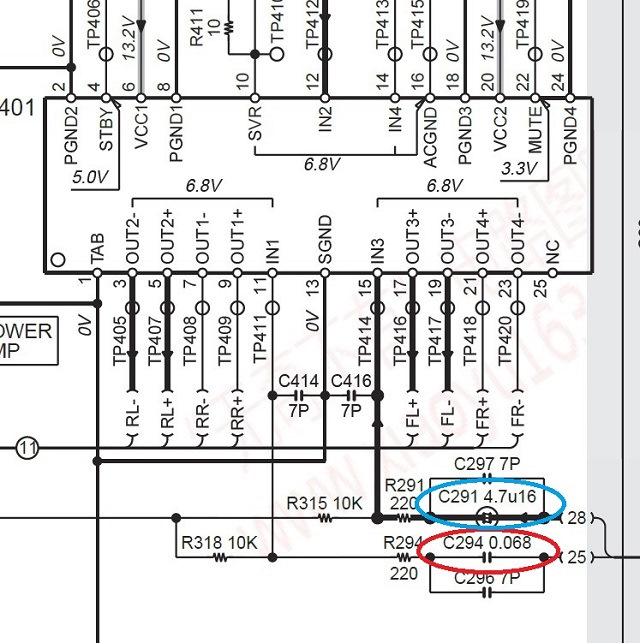 0V
TP406
13.2V
0V
R411
10
TP410
TP412
TP413
TP415
0V
13.2V
TP419
0V
2
4
6
8
10
12
14
16
18
20
22
24
401
PGND2
STBY
VCC1
PGND1
SVR
IN2
IN4
ACGND
PGND3
VCC2
MUTE
PGND4
5.0V
6.8V
3.3V
6.8V
6.8V
TAB
OUT2-
OUT2+
OUT1-
OUT1+
IN1
SGND
IN3
OUT3+
OUT3-
OUT4+
OUT4-
NC
1
3
5
7
9
11
13
15
17
19
21
23
25
0V
TP405
TP407
TP408
TP409
TP411
0V
TP414
TP416
TP417
TP418
TP420
OWER
MP
C414
7P
C416
7P
RL-
RL+
RR-
RR+
FL+
FL-
FR+
FR-
11
C297 7P
R291
220
C291 4.7u16
R315 10K
28
R318 10K
R294
220
C294 0.068
25
C296 7P